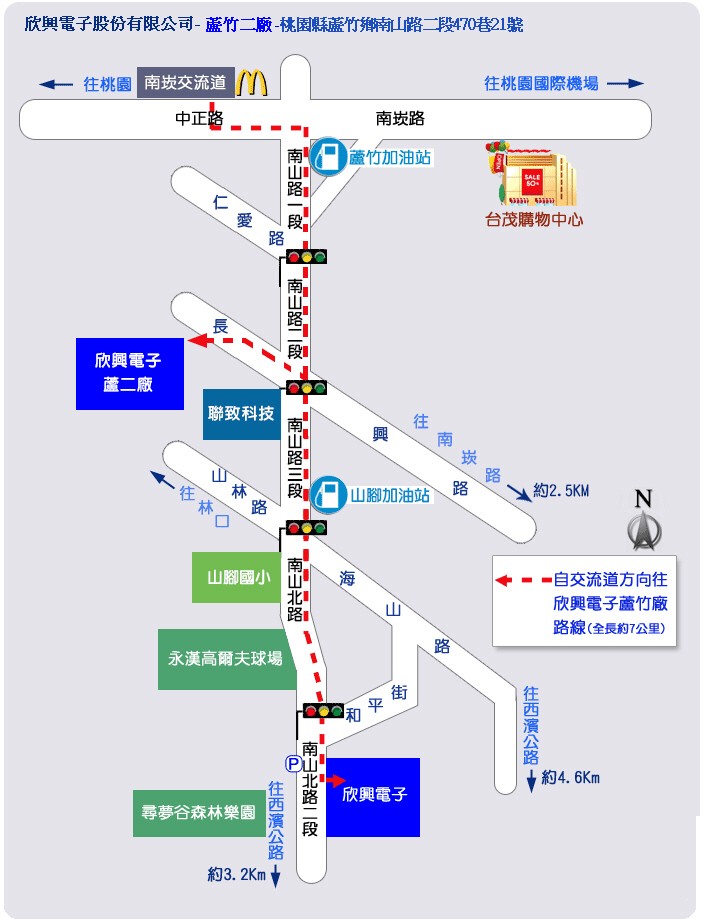 欣興電子股份有限公司- 蘆竹二廠 -桃園縣蘆竹鄉南山路二段470巷21號
往桃園
南崁交流道
往桃園國際機場
中正路
南崁路
蘆竹加油站
南山路一段
SALE
50%
OPEN
台茂購物中心
仁愛路
南山路二段
長興路
欣興電子
蘆二廠
聯致科技
往南崁路
約2.5KM
南山路三段
山腳加油站
山林路
往林口
N
山腳國小
南山北路
海山路
自交流道方向往
欣興電子蘆竹廠
路線(全長約7公里)
永漢高爾夫球場
和平街
往西濱公路
約4.6Km
P
南山北路二段
欣興電子
尋夢谷森林樂園
往西濱公路
約3.2Km